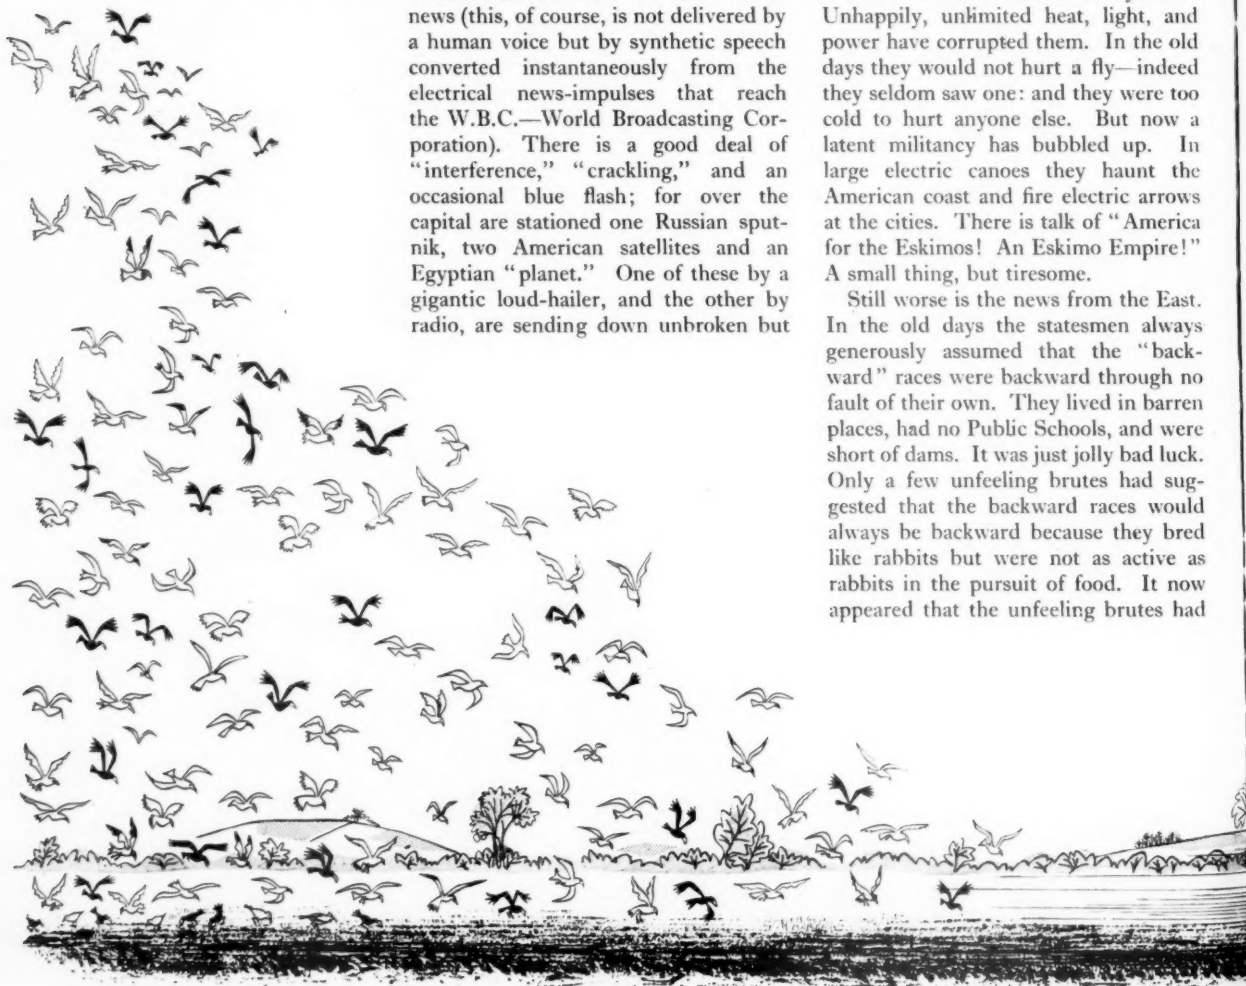 news (this, of course, is not delivered by
a human voice but by synthetic speech
converted instantaneously from the
electrical news-impulses that reach
the W.B.C.—World Broadcasting Cor-
poration). There is a good deal of
"interference," "crackling," and an
occasional blue flash; for over the
capital are stationed one Russian sput-
nik, two American satellites and an
Egyptian "planet." One of these by a
gigantic loud-hailer, and the other by
radio, are sending down unbroken but
Unhappily, unlimited heat, light, and
power have corrupted them. In the old
days they would not hurt a fly—indeed
they seldom saw one: and they were too
cold to hurt anyone else. But now a
latent militancy has bubbled up. In
large electric canoes they haunt the
American coast and fire electric arrows
at the cities. There is talk of "America
for the Eskimos! An Eskimo Empire!"
A small thing, but tiresome.
Still worse is the news from the East.
In the old days the statesmen always
generously assumed that the "back-
ward" races were backward through no
fault of their own. They lived in barren
places, had no Public Schools, and were
short of dams. It was just jolly bad luck.
Only a few unfeeling brutes had sug-
gested that the backward races would
always be backward because they bred
like rabbits but were not as active as
rabbits in the pursuit of food. It now
appeared that the unfeeling brutes had